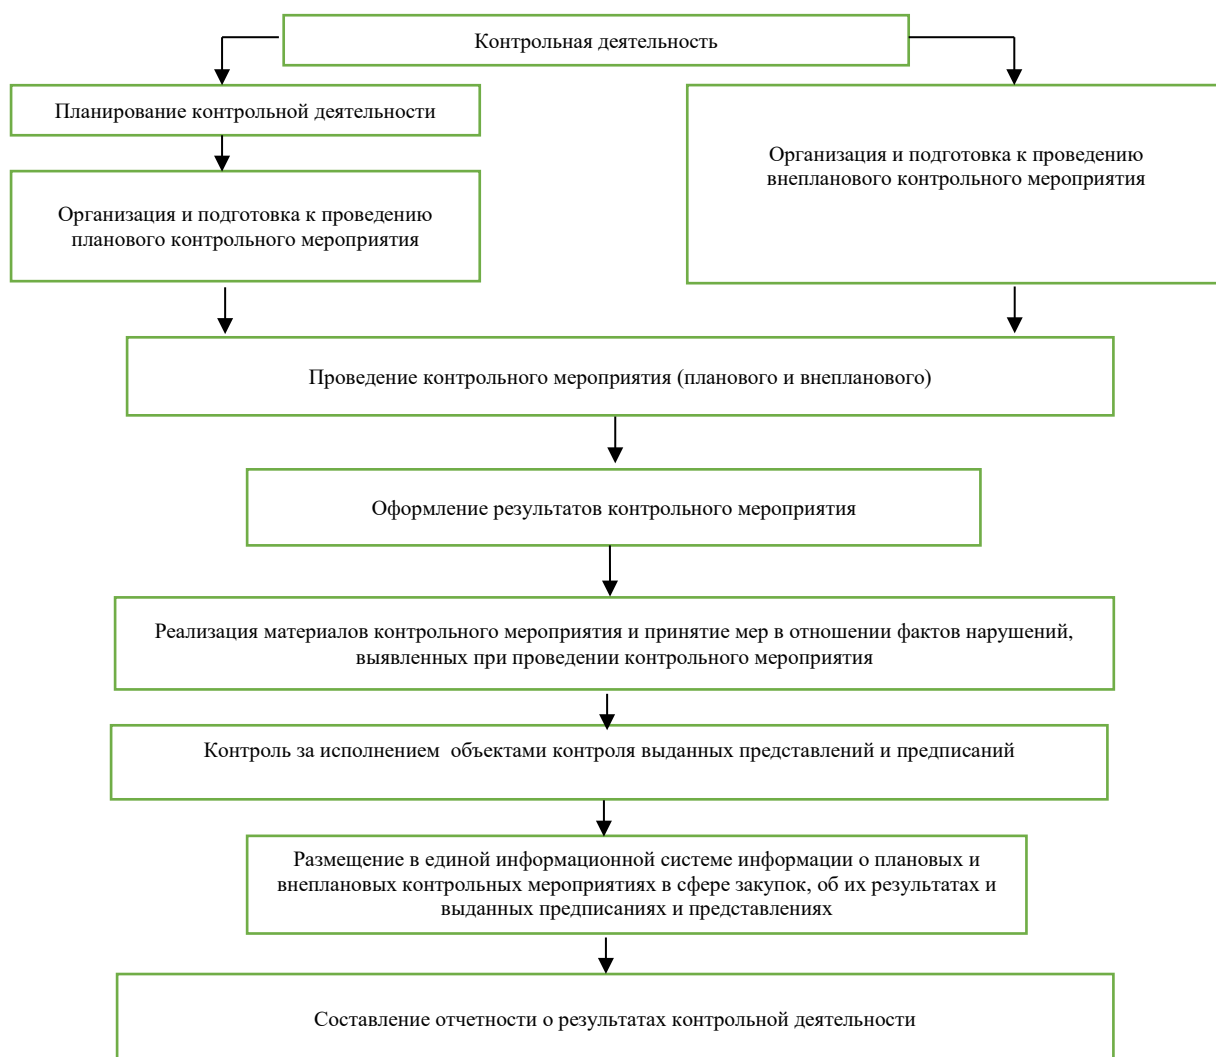 Контрольная деятельность
Планирование контрольной деятельности
Организация и подготовка к проведению
внепланового контрольного мероприятия
Организация и подготовка к проведению
планового контрольного мероприятия
Проведение контрольного мероприятия (планового и внепланового)
Оформление результатов контрольного мероприятия
Реализация материалов контрольного мероприятия и принятие мер в отношении фактов нарушений,
выявленных при проведении контрольного мероприятия
Контроль за исполнением  объектами контроля выданных представлений и предписаний
Размещение в единой информационной системе информации о плановых и
внеплановых контрольных мероприятиях в сфере закупок, об их результатах и
выданных предписаниях и представлениях
Составление отчетности о результатах контрольной деятельности